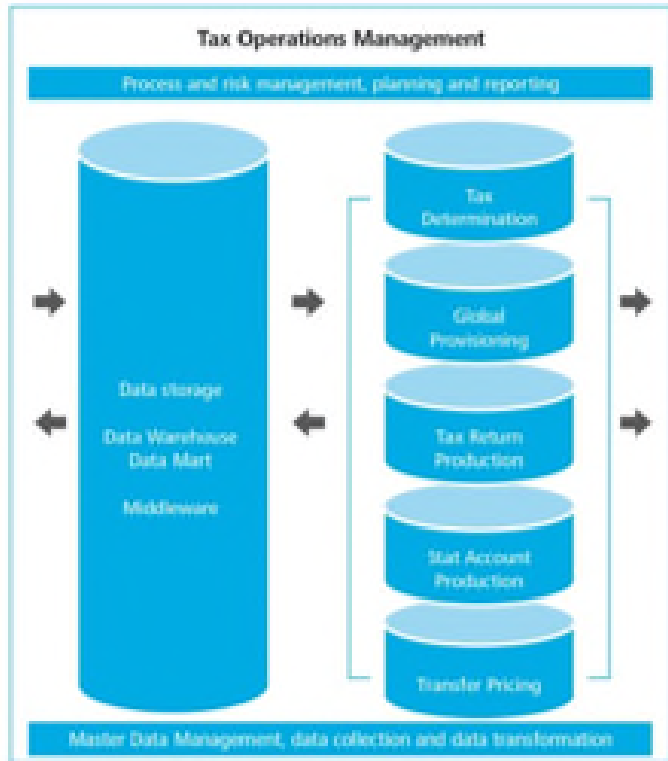 Tax Operations Management
Process and risk management, planning and reporting
Data storage
Data Warehouse
Data Mart
Middleware
Tax
Determination
Global
Provisioning
Tax Return
Production
Stat Account
Production
Transfer Pricing
Master Data Management, data collection and data transformation